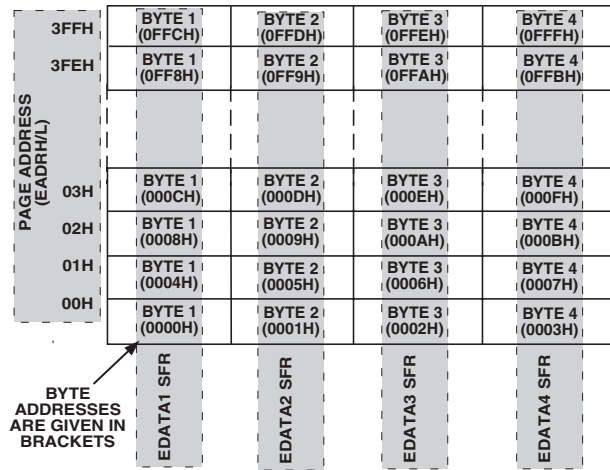 3FFH
BYTE 1
(0FFCH)
BYTE 2
(0FFDH)
BYTE 3
(0FFEH)
BYTE 4
(0FFFH)
3FEH
BYTE 1
(0FF8H)
BYTE 2
(0FF9H)
BYTE 3
(0FFAH)
BYTE 4
(0FFBH)
PAGE ADDRESS
(EADRH/L)
03H
BYTE 1
(000CH)
BYTE 2
(000DH)
BYTE 3
(000EH)
BYTE 4
(000FH)
02H
BYTE 1
(0008H)
BYTE 2
(0009H)
BYTE 3
(000AH)
BYTE 4
(000BH)
01H
BYTE 1
(0004H)
BYTE 2
(0005H)
BYTE 3
(0006H)
BYTE 4
(0007H)
00H
BYTE 1
(0000H)
BYTE 2
(0001H)
BYTE 3
(0002H)
BYTE 4
(0003H)
BYTE
ADDRESSES
ARE GIVEN IN
BRACKETS
EDATA1 SFR
EDATA2 SFR
EDATA3 SFR
EDATA4 SFR